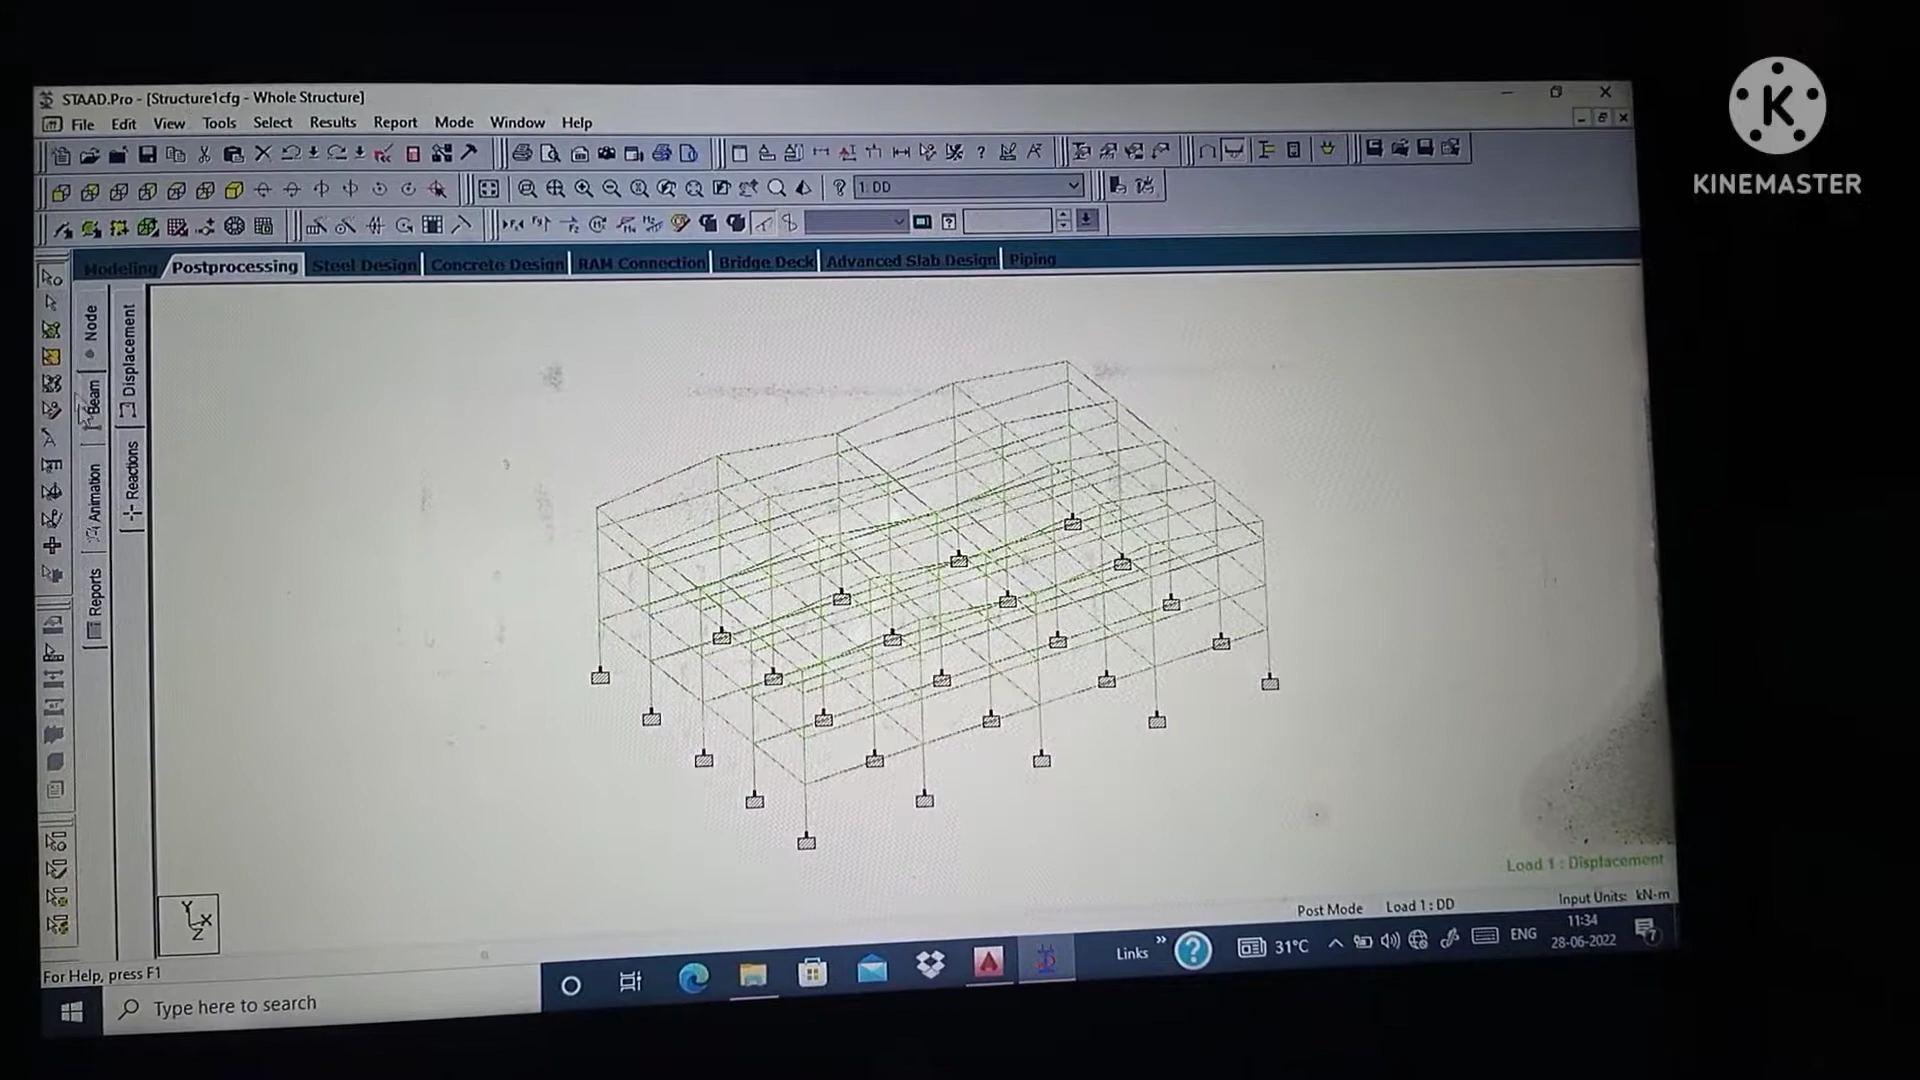 STAAD.Pro - [Structure1cfg - Whole Structure]
File Edit View Tools Select Results Report Mode Window Help
1: DD
Modeling Postprocessing Steel Design Concrete Design RAM Connection Bridge Deck Advanced Slab Design Piping
Node
Beam
Animation
Reports
Displacement
Reactions
Y
X
Z
Load 1 : Displacement
Post Mode Load 1 : DD Input Units: kN-m
For Help, press F1
Type here to search
Links
31°C
ENG
11:34
28-06-2022
7
K
KINEMASTER